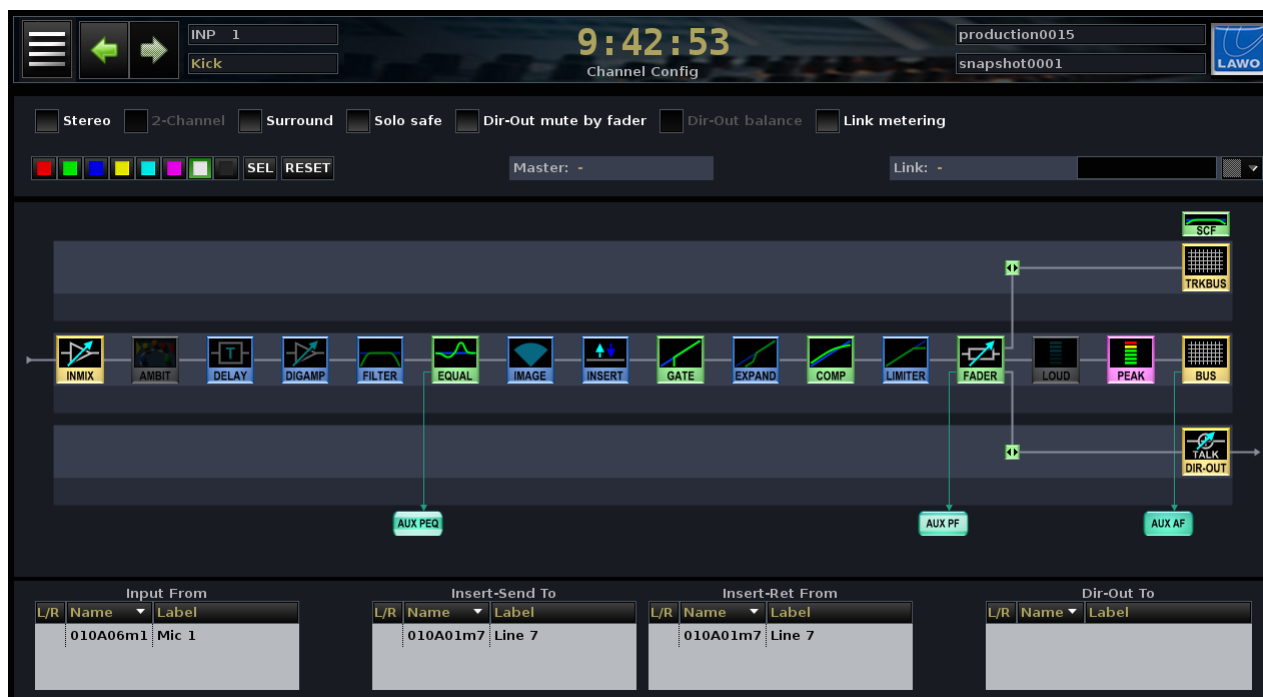 INP 1
Kick
9:42:53
Channel Config
production0015
snapshot0001
LAWO
Stereo 2-Channel Surround Solo safe Dir-Out mute by fader Dir-Out balance Link metering
SEL RESET Master: - Link: -
SCF
TRKBUS
INMIX AMBIT DELAY DIGAMP FILTER EQUAL IMAGE INSERT GATE EXPAND COMP LIMITER FADER LOUD PEAK BUS
T
TALK
DIR-OUT
AUX PEQ AUX PF AUX AF
Input From Insert-Send To Insert-Ret From Dir-Out To
L/R Name Label L/R Name Label L/R Name Label L/R Name Label
010A06m1 Mic 1 010A01m7 Line 7 010A01m7 Line 7